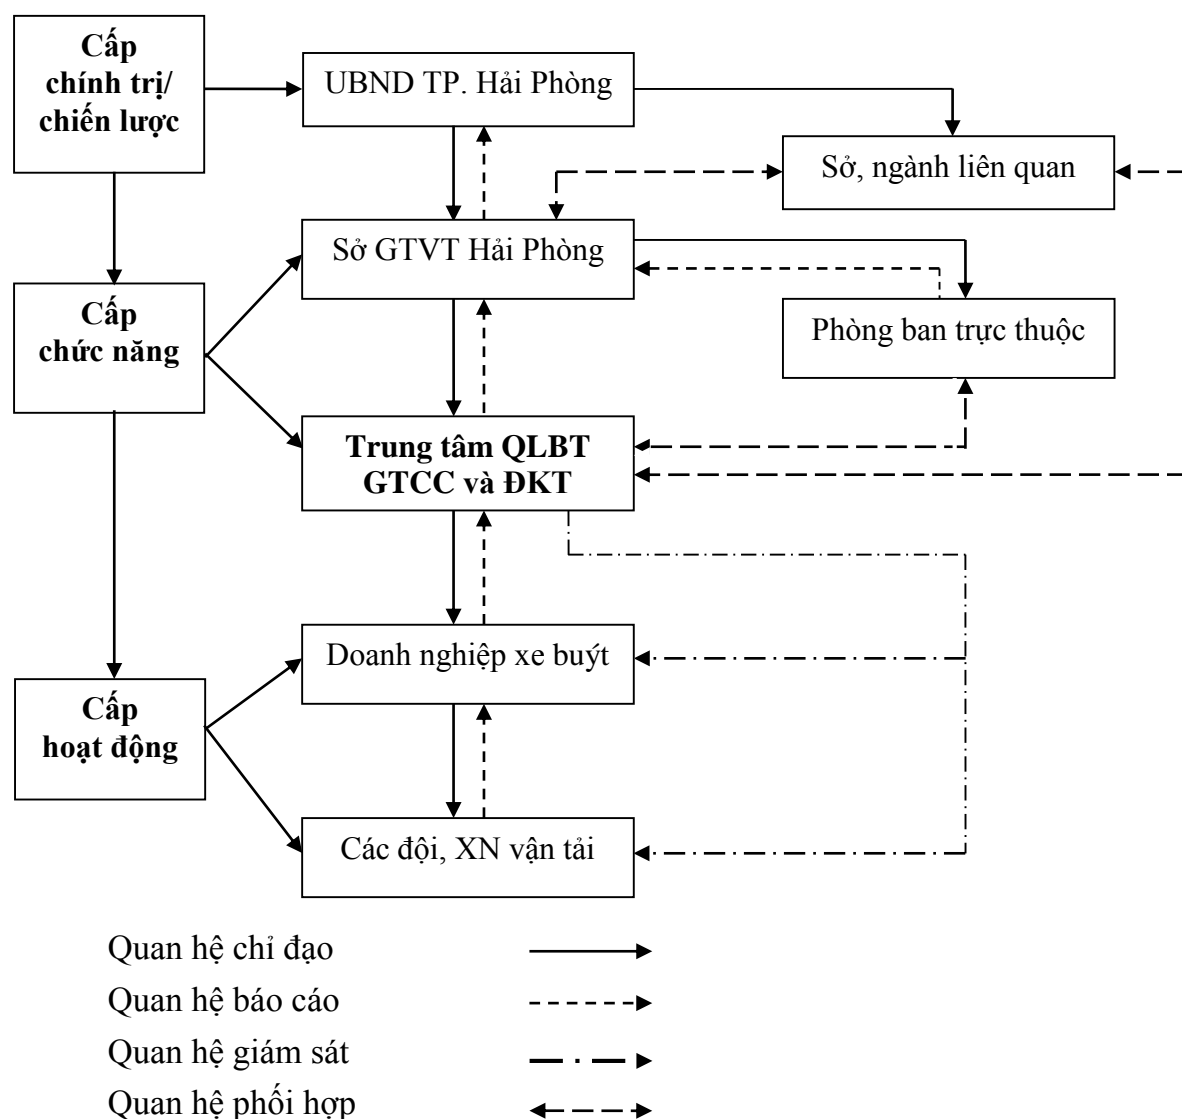 Cấp
chính trị/
chiến lược
UBND TP. Hải Phòng
Sở, ngành liên quan
Sở GTVT Hải Phòng
Cấp
chức năng
Phòng ban trực thuộc
Trung tâm QLBT
GTCC và ĐKT
Doanh nghiệp xe buýt
Cấp
hoạt động
Các đội, XN vận tải
Quan hệ chỉ đạo
Quan hệ báo cáo
Quan hệ giám sát
Quan hệ phối hợp